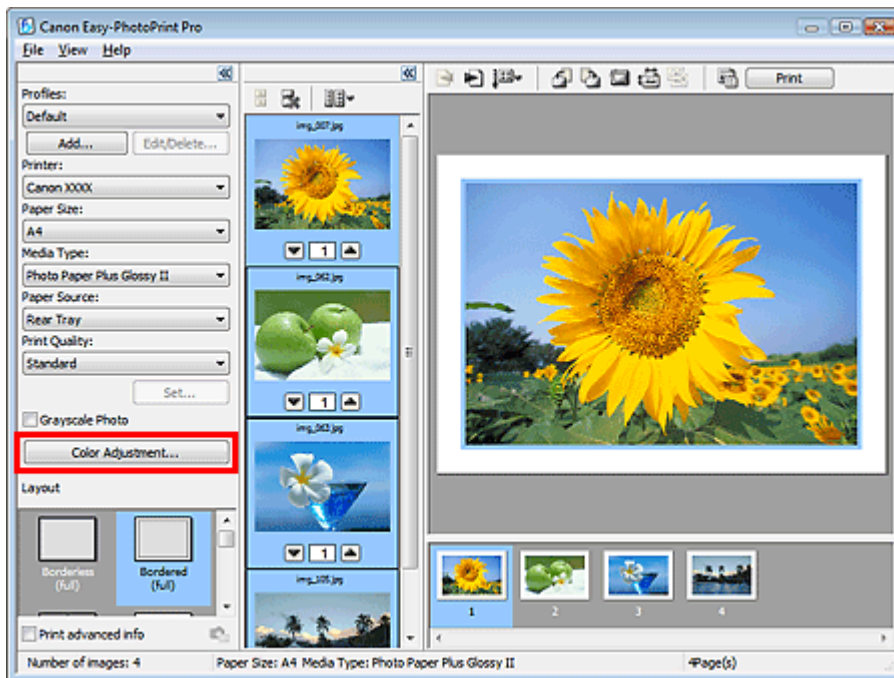 Canon Easy-PhotoPrint Pro
File View Help
Profiles:
Default
Add... Edit/Delete...
Printer:
Canon XXXX
Paper Size:
A4
Media Type:
Photo Paper Plus Glossy II
Paper Source:
Rear Tray
Print Quality:
Standard
Set...
Grayscale Photo
Color Adjustment...
Layout
Borderless (full)
Bordered (full)
Print advanced info
img_007.jpg
1
img_062.jpg
1
img_063.jpg
1
img_105.jpg
Print
1 2 3 4
Number of images: 4
Paper Size: A4 Media Type: Photo Paper Plus Glossy II
4Page(s)